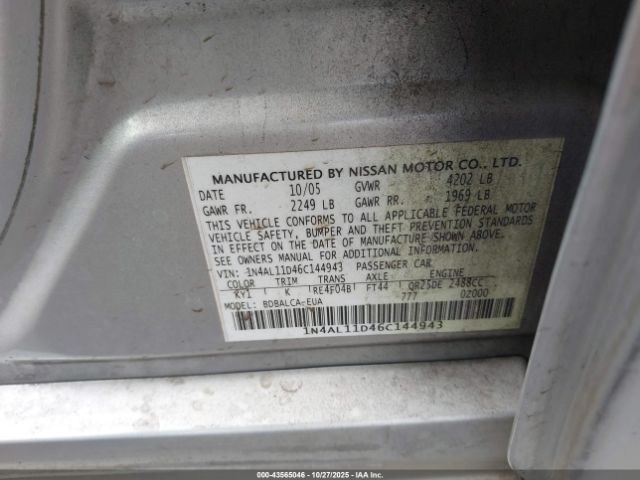 MANUFACTURED BY NISSAN MOTOR CO., LTD.
DATE 10/05 GVWR 4202 LB
GAWR FR. 2249 LB GAWR RR. 1969 LB
THIS VEHICLE CONFORMS TO ALL APPLICABLE FEDERAL MOTOR
VEHICLE SAFETY, BUMPER AND THEFT PREVENTION STANDARDS
IN EFFECT ON THE DATE OF MANUFACTURE SHOWN ABOVE.
SEE OWNERS MANUAL FOR ADDITIONAL INFORMATION.
VIN: 1N4AL11D46C144943 PASSENGER CAR
COLOR TRIM TRANS AXLE ENGINE
KY1 K RE4F04B FT44 QR25DE 2488CC
MODEL: BDBALCA-EUA 777 02000
1N4AL11D46C144943
000-43565046 | 10/27/2025 | IAAI.COM